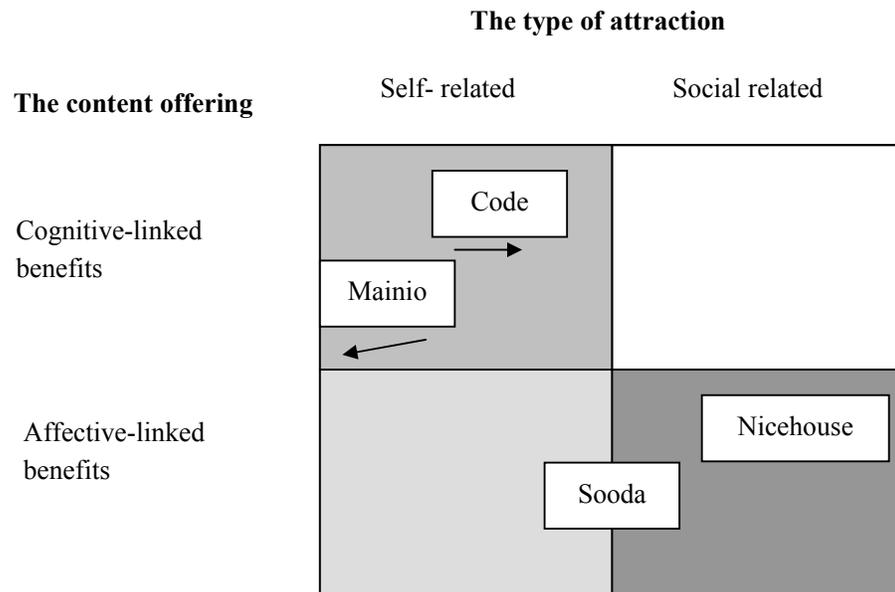 The type of attraction
The content offering
Self- related
Social related
Cognitive-linked
benefits
Code
Mainio
Affective-linked
benefits
Nicehouse
Sooda